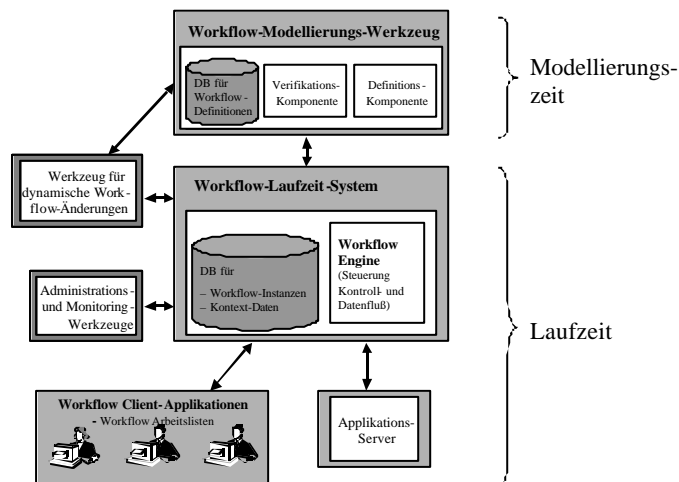 Workflow-Modellierungs-Werkzeug
DB für
Workflow-
Definitionen
Verifikations-
Komponente
Definitions-
Komponente
Modellierungs-
zeit
Werkzeug für
dynamische Work-
flow-Änderungen
Workflow-Laufzeit-System
DB für
– Workflow-Instanzen
– Kontext-Daten
Workflow
Engine
(Steuerung
Kontroll- und
Datenfluß)
Administrations-
und Monitoring-
Werkzeuge
Laufzeit
Workflow Client-Applikationen
- Workflow Arbeitslisten
Applikations-
Server